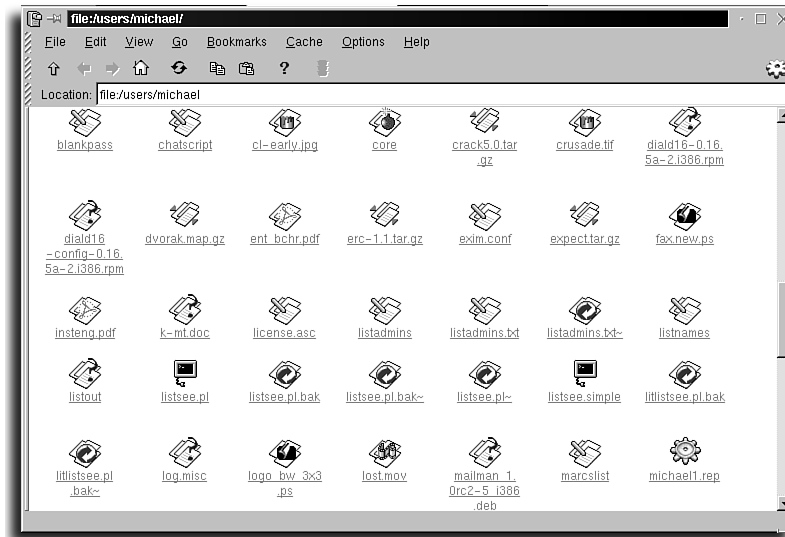 file:/users/michael/
File Edit View Go Bookmarks Cache Options Help
?
Location: file:/users/michael
blankpass chatscript cl-early.jpg core crack5.0.tar crusade.tif diald16-0.16.
.gz 5a-2.i386.rpm
diald16 dvorak.map.gz ent_bchr.pdf erc-1.1.tar.gz exim.conf expect.tar.gz fax.new.ps
-config-0.16.
5a-2.i386.rpm
insteng.pdf k-mt.doc license.asc listadmins listadmins.txt listadmins.txt~ listnames
listout listsee.pl listsee.pl.bak listsee.pl.bak~ listsee.pl~ listsee.simple litlistsee.pl.bak
litlistsee.pl log.misc logo_bw_3x3 lost.mov mailman_1. marcslist michael1.rep
.bak~ .ps 0rc2-5_i386
.deb